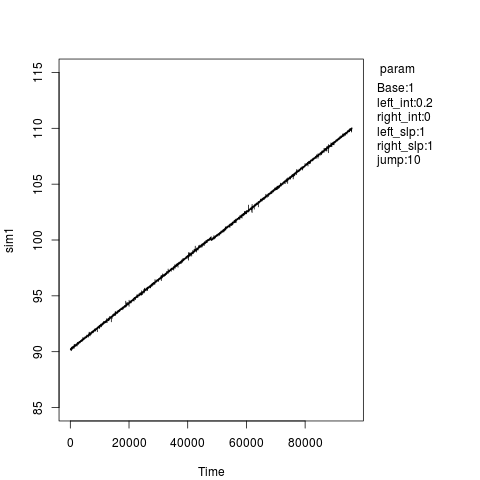 param
Base:1
left_int:0.2
right_int:0
left_slp:1
right_slp:1
jump:10
115
110
105
100
95
90
85
sim1
0 20000 40000 60000 80000
Time